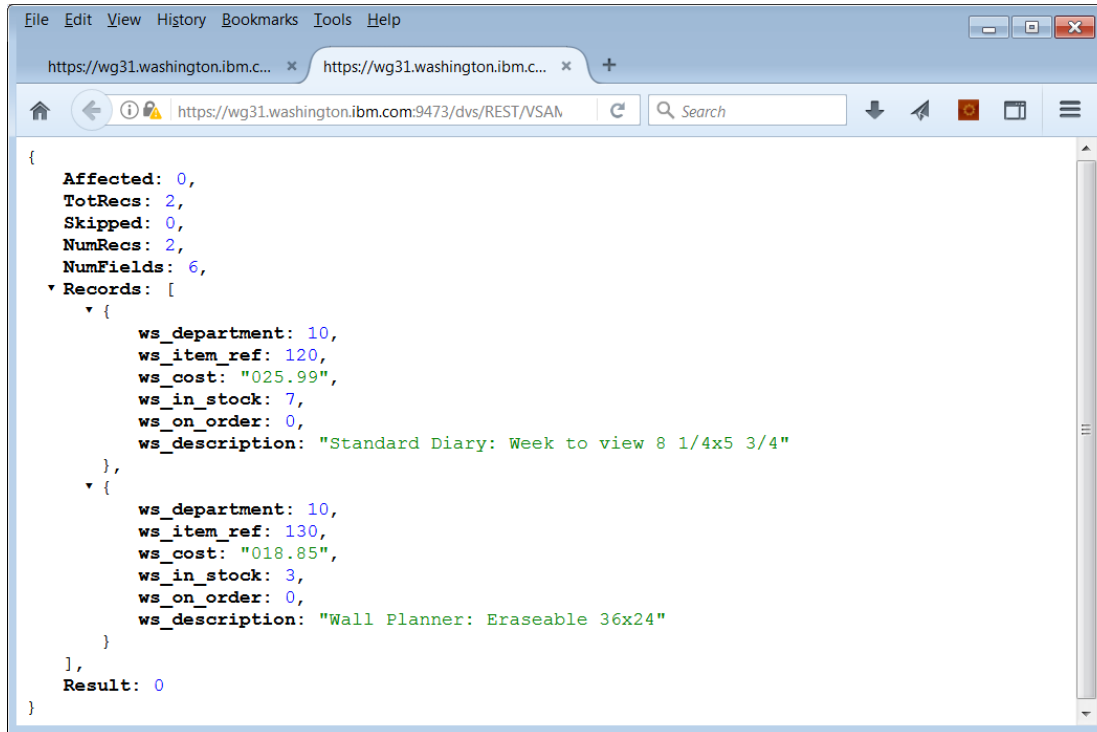 File Edit View History Bookmarks Tools Help
https://wg31.washington.ibm.c... × https://wg31.washington.ibm.c... × +
https://wg31.washington.ibm.com:9473/dvs/REST/VSAM Search
{
Affected: 0,
TotRecs: 2,
Skipped: 0,
NumRecs: 2,
NumFields: 6,
Records: [
{
ws_department: 10,
ws_item_ref: 120,
ws_cost: "025.99",
ws_in_stock: 7,
ws_on_order: 0,
ws_description: "Standard Diary: Week to view 8 1/4x5 3/4"
},
{
ws_department: 10,
ws_item_ref: 130,
ws_cost: "018.85",
ws_in_stock: 3,
ws_on_order: 0,
ws_description: "Wall Planner: Eraseable 36x24"
}
],
Result: 0
}